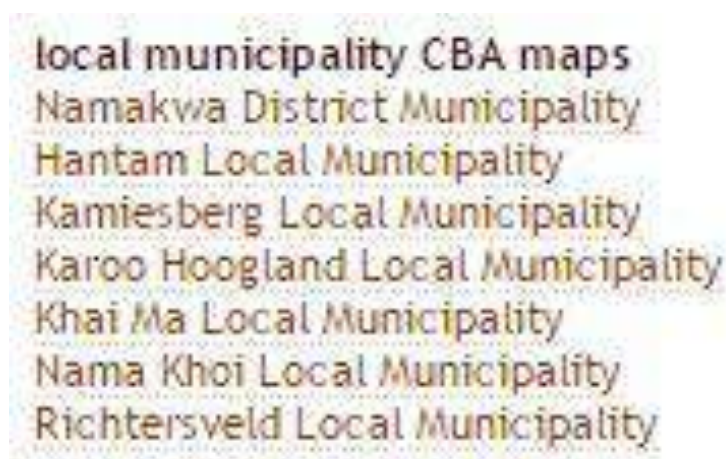 local municipality CBA maps
Namakwa District Municipality
Hantam Local Municipality
Kamiesberg Local Municipality
Karoo Hoogland Local Municipality
Khai Ma Local Municipality
Nama Khoi Local Municipality
Richtersveld Local Municipality